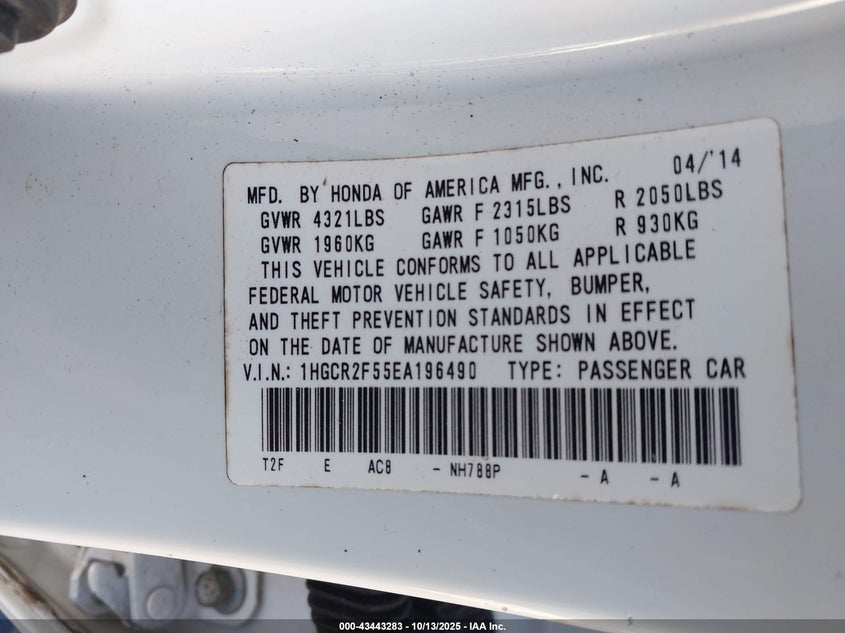 04/'14
MFD. BY HONDA OF AMERICA MFG., INC.
GVWR 4321LBS GAWR F 2315LBS R 2050LBS
GVWR 1960KG GAWR F 1050KG R 930KG
THIS VEHICLE CONFORMS TO ALL APPLICABLE
FEDERAL MOTOR VEHICLE SAFETY, BUMPER,
AND THEFT PREVENTION STANDARDS IN EFFECT
ON THE DATE OF MANUFACTURE SHOWN ABOVE.
V.I.N.: 1HGCR2F55EA196490 TYPE: PASSENGER CAR
T2F E AC8 - NH788P - A - A
000-43443283 - 10/13/2025 - IAA Inc.